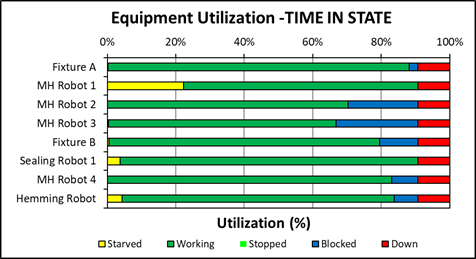 Equipment Utilization -TIME IN STATE
0% 20% 40% 60% 80% 100%
Fixture A
MH Robot 1
MH Robot 2
MH Robot 3
Fixture B
Sealing Robot 1
MH Robot 4
Hemming Robot
Utilization (%)
Starved Working Stopped Blocked Down